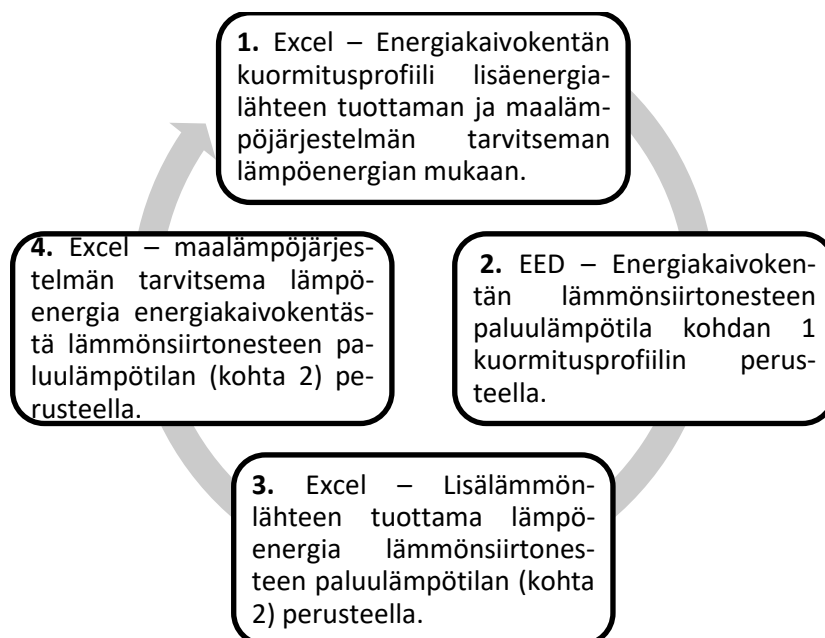 1. Excel – Energiakaivokentän
kuormitusprofiili lisäenergia-
lähteen tuottaman ja maaläm-
pöjärjestelmän tarvitseman
lämpöenergian mukaan.
2. EED – Energiakaivoken-
tän lämmönsiirtonesteen
paluulämpötila kohdan 1
kuormitusprofiilin perus-
teella.
3. Excel – Lisälämmön-
lähteen tuottama lämpö-
energia lämmönsiirtones-
teen paluulämpötilan (kohta
2) perusteella.
4. Excel – maalämpöjärjes-
telmän tarvitsema lämpö-
energia energiakaivokentäs-
tä lämmönsiirtonesteen pa-
luulämpötilan (kohta 2) pe-
rusteella.